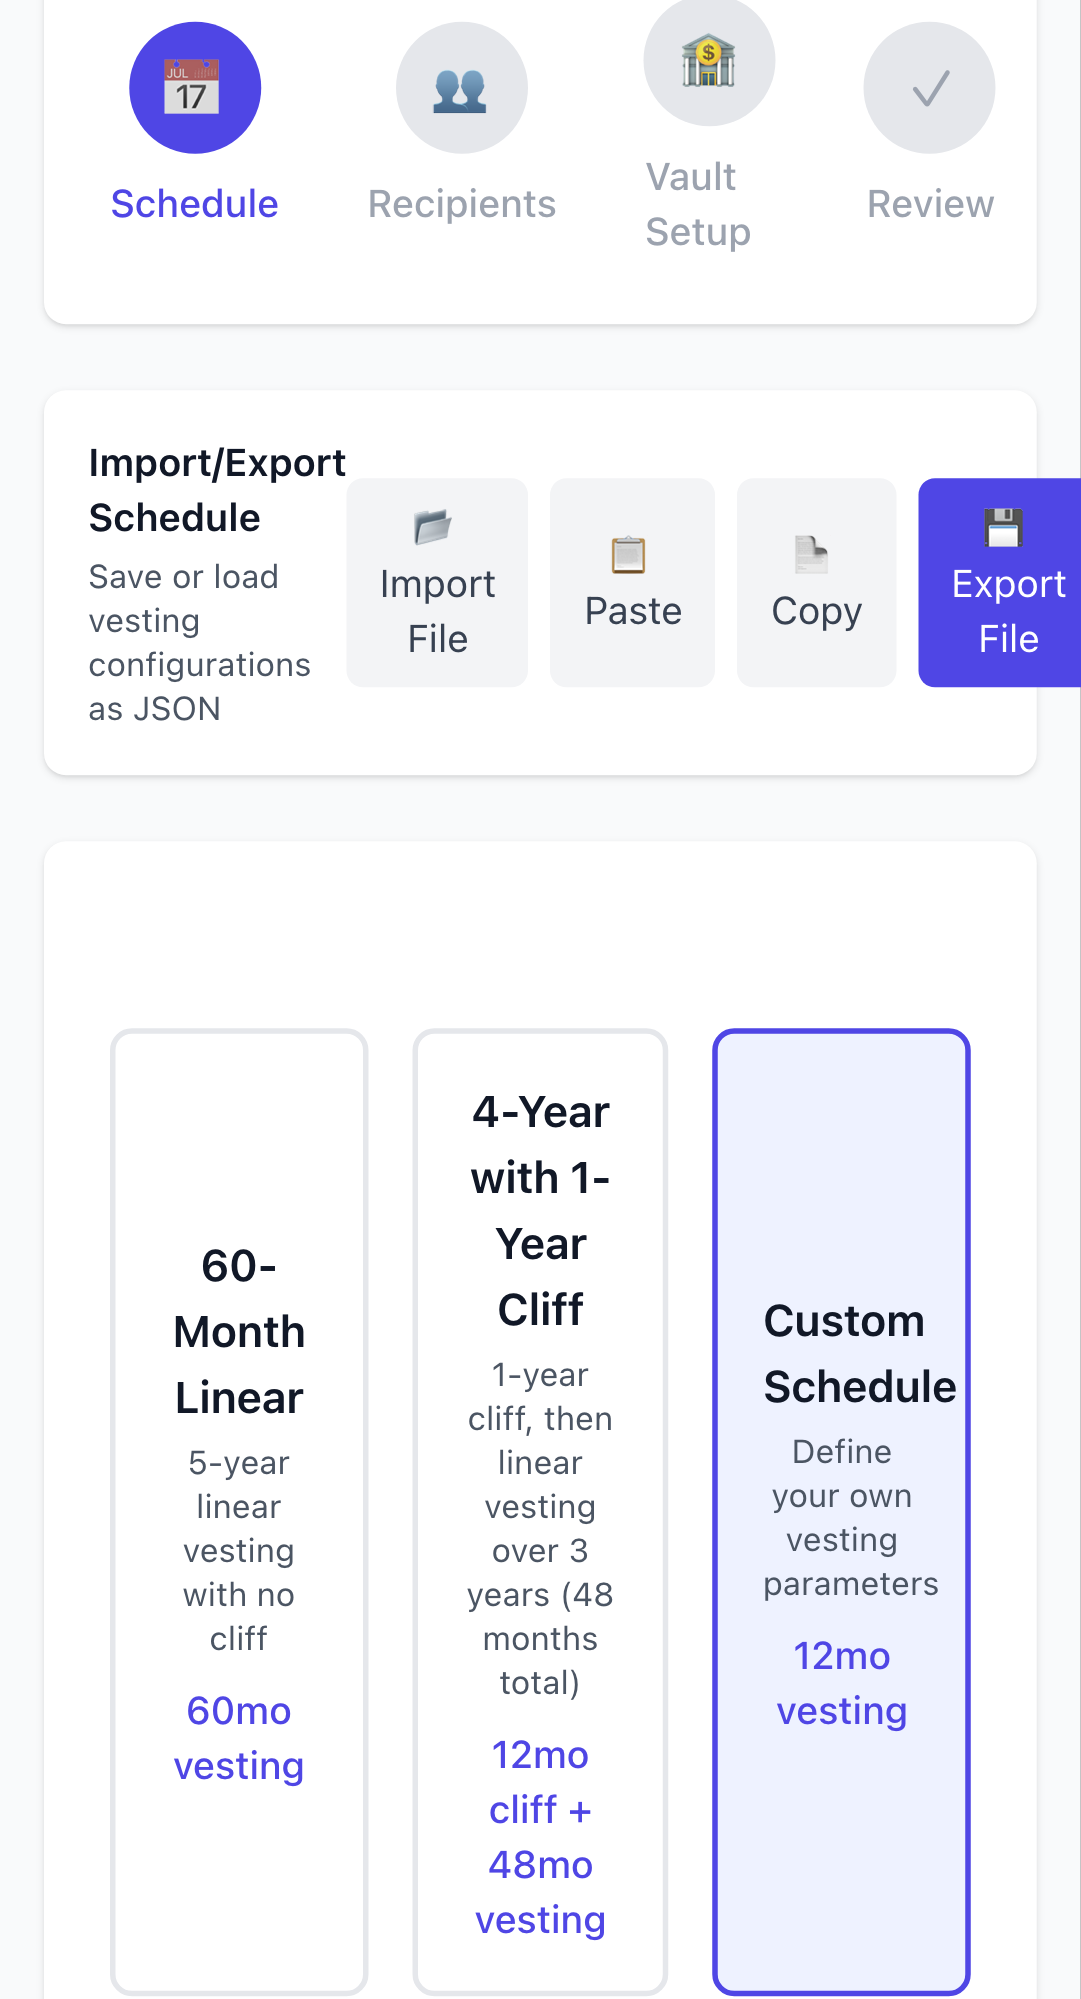 JUL
17
Schedule
Recipients
Vault
Setup
Review
Import/Export
Schedule
Save or load
vesting
configurations
as JSON
Import
File
Paste
Copy
Export
File
60-
Month
Linear
5-year
linear
vesting
with no
cliff
60mo
vesting
4-Year
with 1-
Year
Cliff
1-year
cliff, then
linear
vesting
over 3
years (48
months
total)
12mo
cliff +
48mo
vesting
Custom
Schedule
Define
your own
vesting
parameters
12mo
vesting